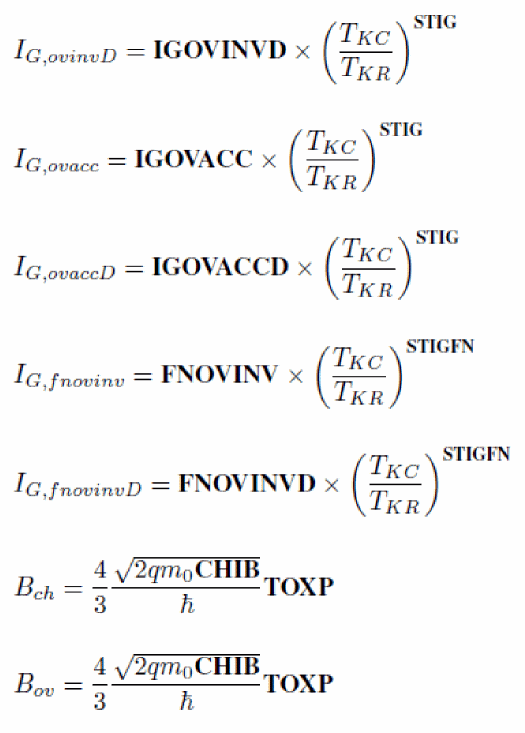 $I_{G,ovinvD} = \mathbf{IGOVINVD} \times \left(\frac{T_{KC}}{T_{KR}}\right)^{\mathbf{STIG}}$
$I_{G,ovacc} = \mathbf{IGOVACC} \times \left(\frac{T_{KC}}{T_{KR}}\right)^{\mathbf{STIG}}$
$I_{G,ovaccD} = \mathbf{IGOVACCD} \times \left(\frac{T_{KC}}{T_{KR}}\right)^{\mathbf{STIG}}$
$I_{G,fnovinv} = \mathbf{FNOVINV} \times \left(\frac{T_{KC}}{T_{KR}}\right)^{\mathbf{STIGFN}}$
$I_{G,fnovinvD} = \mathbf{FNOVINVD} \times \left(\frac{T_{KC}}{T_{KR}}\right)^{\mathbf{STIGFN}}$
$B_{ch} = \frac{4}{3} \frac{\sqrt{2qm_0\mathbf{CHIB}}}{\hbar} \mathbf{TOXP}$
$B_{ov} = \frac{4}{3} \frac{\sqrt{2qm_0\mathbf{CHIB}}}{\hbar} \mathbf{TOXP}$